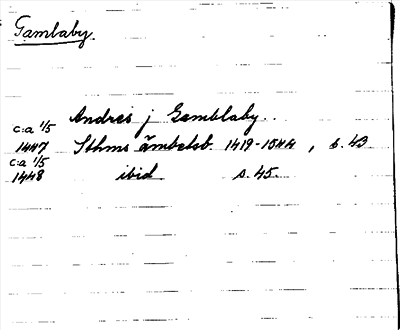 Gamlaby.
Andres j Gamblaby.
c:a 1/5
1447 Sthms ämbetsb. 1419-1544, s. 43
c:a 1/5
1448 ibid s. 45.